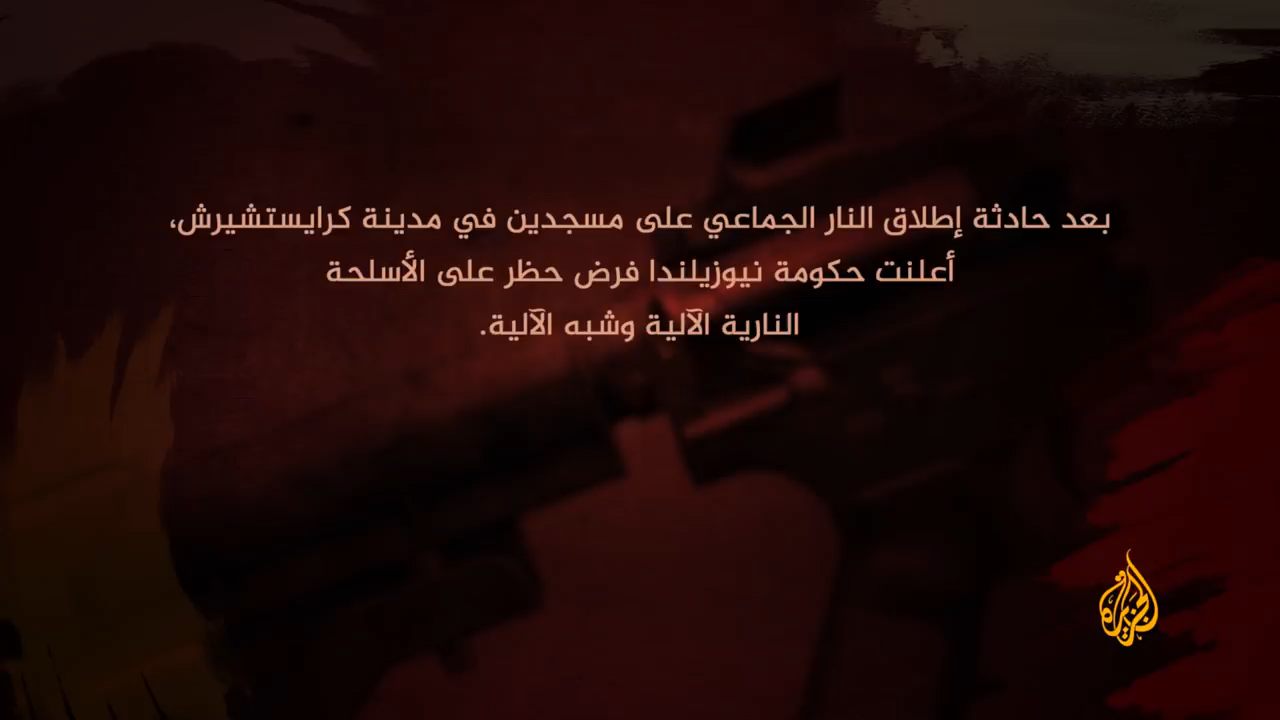 بعد حادثة إطلاق النار الجماعي على مسجدين في مدينة كرايستشيرش،
أعلنت حكومة نيوزيلندا فرض حظر على الأسلحة
النارية الآلية وشبه الآلية.
الجزيرة